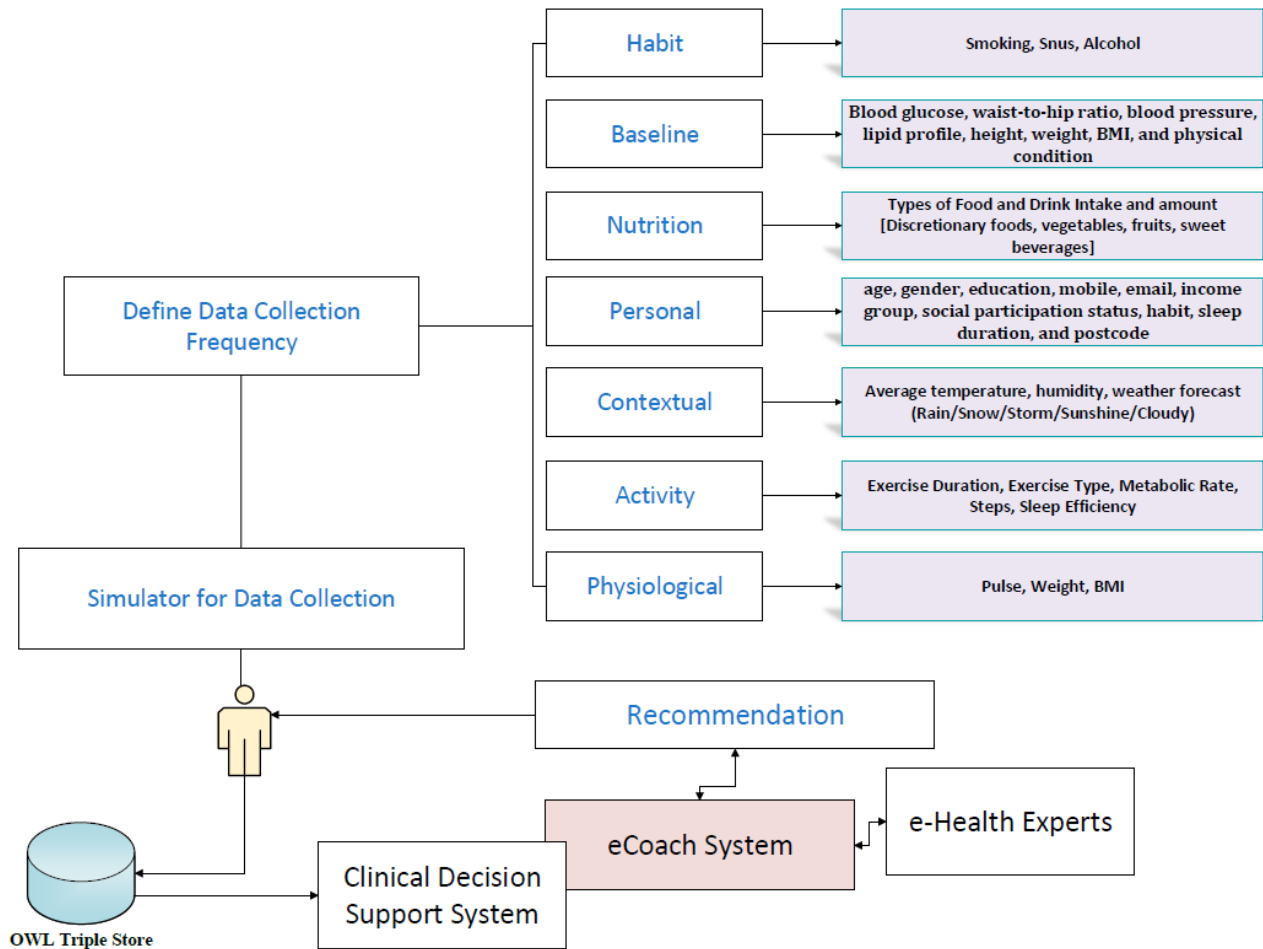 Habit
Smoking, Snus, Alcohol
Baseline
Blood glucose, waist-to-hip ratio, blood pressure,
lipid profile, height, weight, BMI, and physical
condition
Nutrition
Types of Food and Drink Intake and amount
[Discretionary foods, vegetables, fruits, sweet
beverages]
Define Data Collection
Frequency
Personal
age, gender, education, mobile, email, income
group, social participation status, habit, sleep
duration, and postcode
Contextual
Average temperature, humidity, weather forecast
(Rain/Snow/Storm/Sunshine/Cloudy)
Activity
Exercise Duration, Exercise Type, Metabolic Rate,
Steps, Sleep Efficiency
Simulator for Data Collection
Physiological
Pulse, Weight, BMI
Recommendation
eCoach System
e-Health Experts
Clinical Decision
Support System
OWL Triple Store